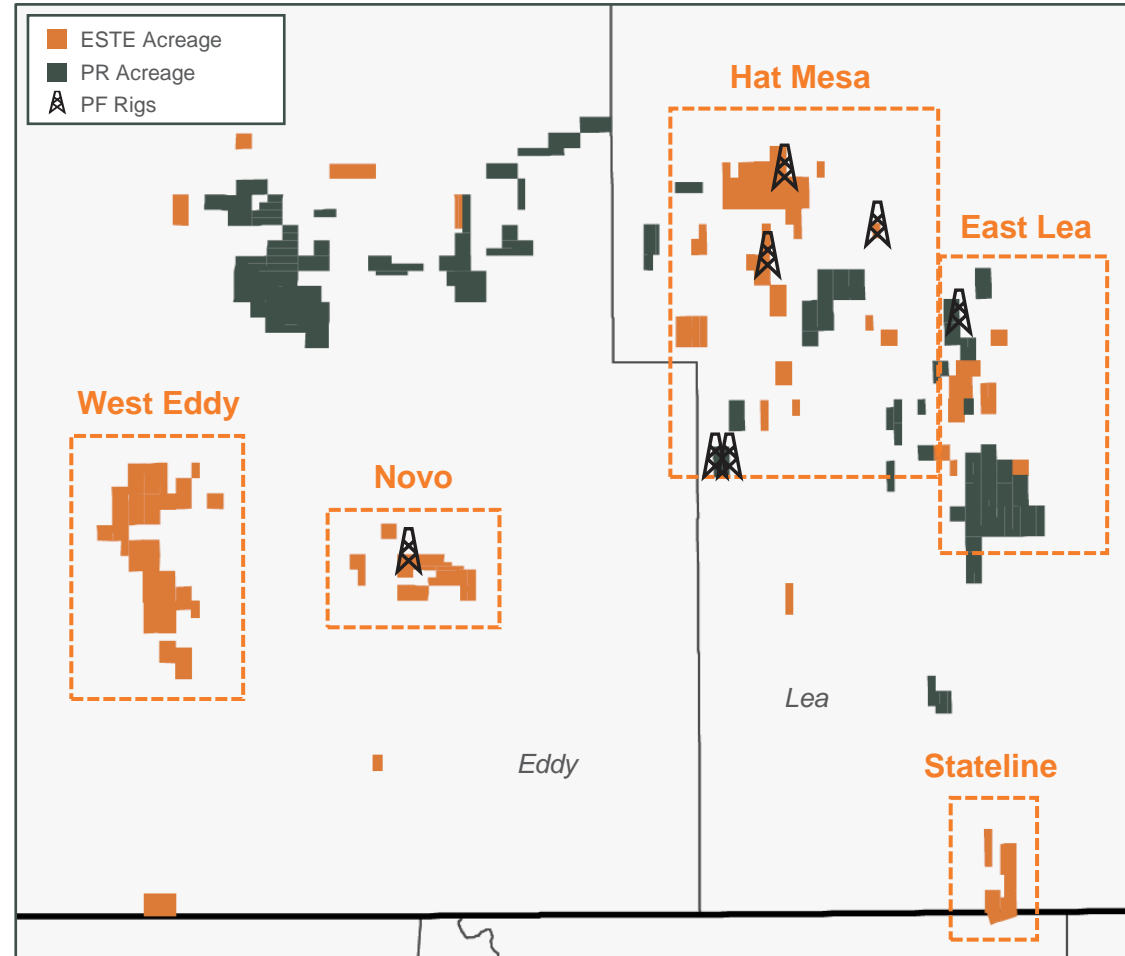 ESTE Acreage
PR Acreage
PF Rigs
Hat Mesa
East Lea
West Eddy
Novo
Lea
Eddy
Stateline